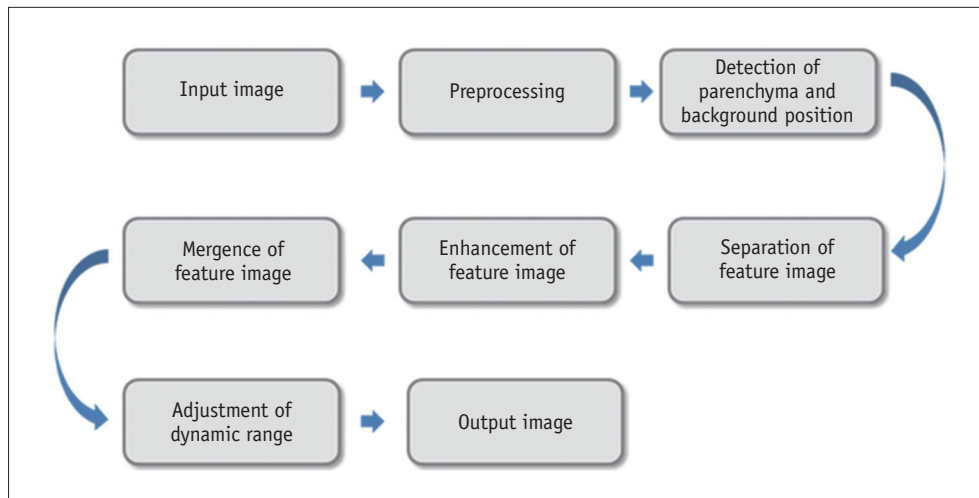 Input image
Preprocessing
Detection of
parenchyma and
background position
Separation of
feature image
Enhancement of
feature image
Mergence of
feature image
Adjustment of
dynamic range
Output image